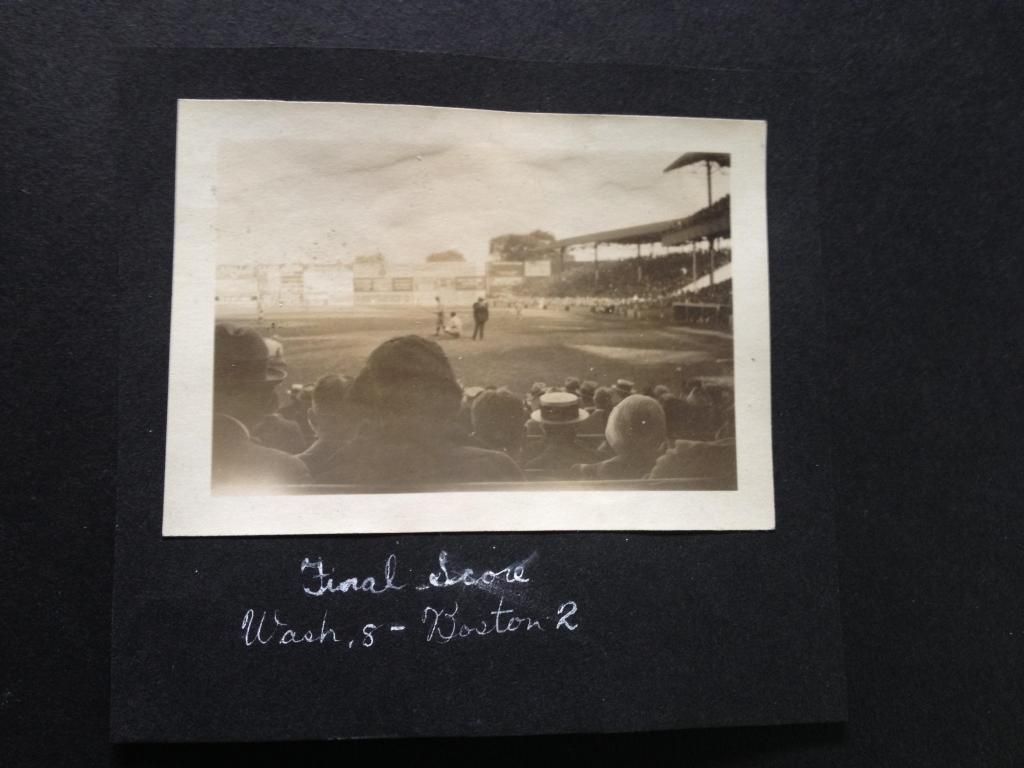 Final Score
Wash, 8 - Boston 2